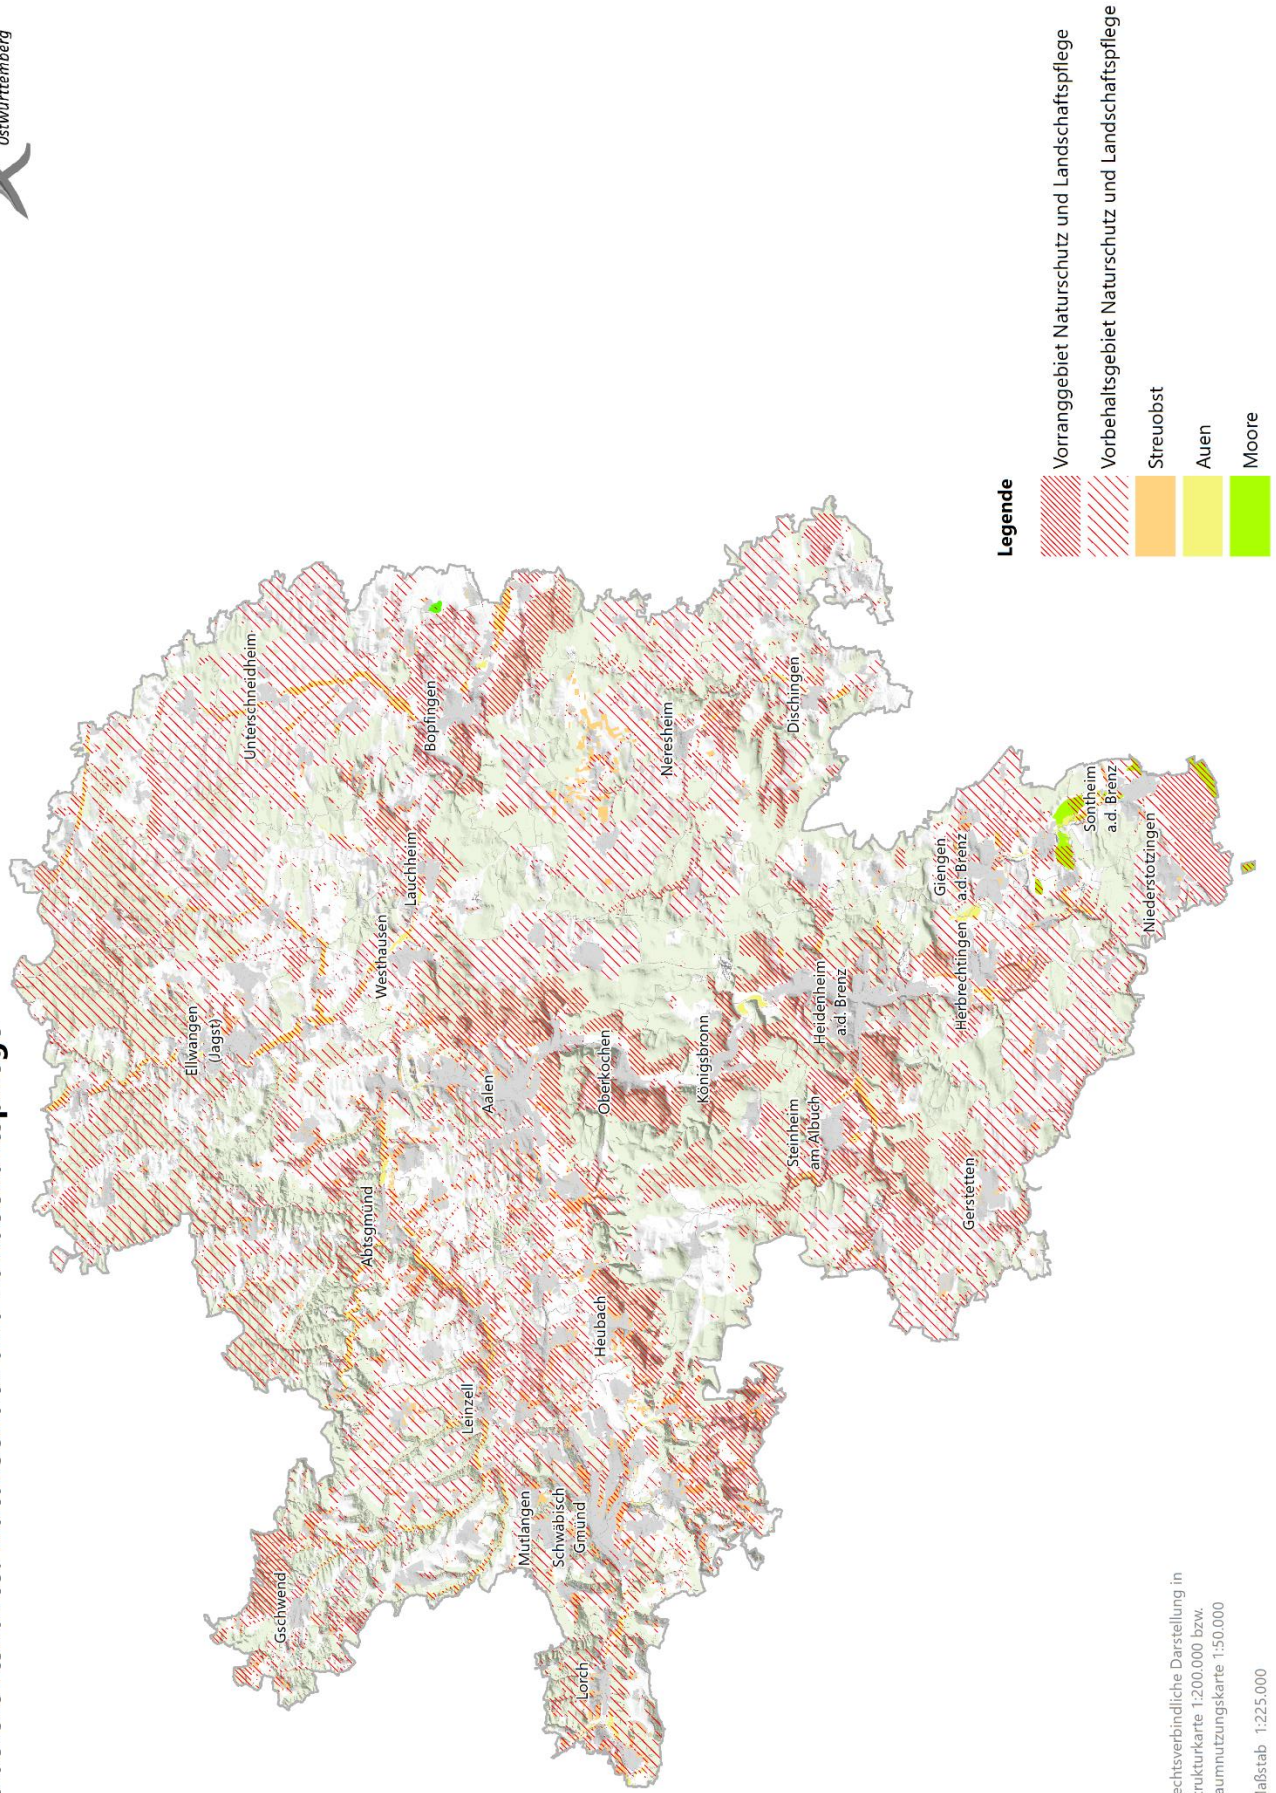 Ostwürttemberg
Unterschneidheim
Ellwangen
(Jagst)
Gschwend
Abtsgmünd
Westhausen
Lauchheim
Bopfingen
Leinzell
Aalen
Mutlangen
Schwäbisch
Gmünd
Lorch
Heubach
Oberkochen
Neresheim
Königsbronn
Dischingen
Steinheim
am Albuch
Heidenheim
a.d. Brenz
Gerstetten
Herbrechtingen
Giengen
a.d. Brenz
Sontheim
a.d. Brenz
Niederstotzingen
Legende
Vorranggebiet Naturschutz und Landschaftspflege
Vorbehaltsgebiet Naturschutz und Landschaftspflege
Streuobst
Auen
Moore
echtsverbindliche Darstellung in
rukturkarte 1:200.000 bzw.
aumnutzungskarte 1:50.000
laßstab 1:225.000